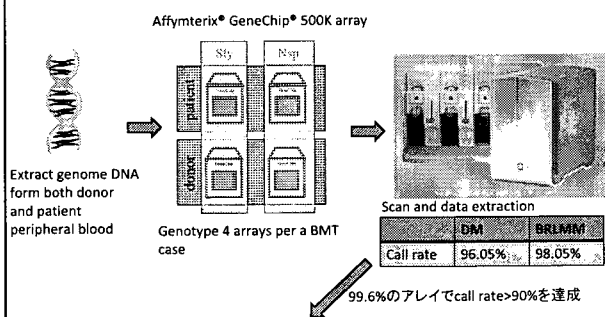 Affymterix® GeneChip® 500K array
Sty Nsp
patient
donor
Extract genome DNA
form both donor
and patient
peripheral blood
Genotype 4 arrays per a BMT
case
Scan and data extraction
DM BRLMM
Call rate 96.05% 98.05%
99.6%のアレイでcall rate>90%を達成